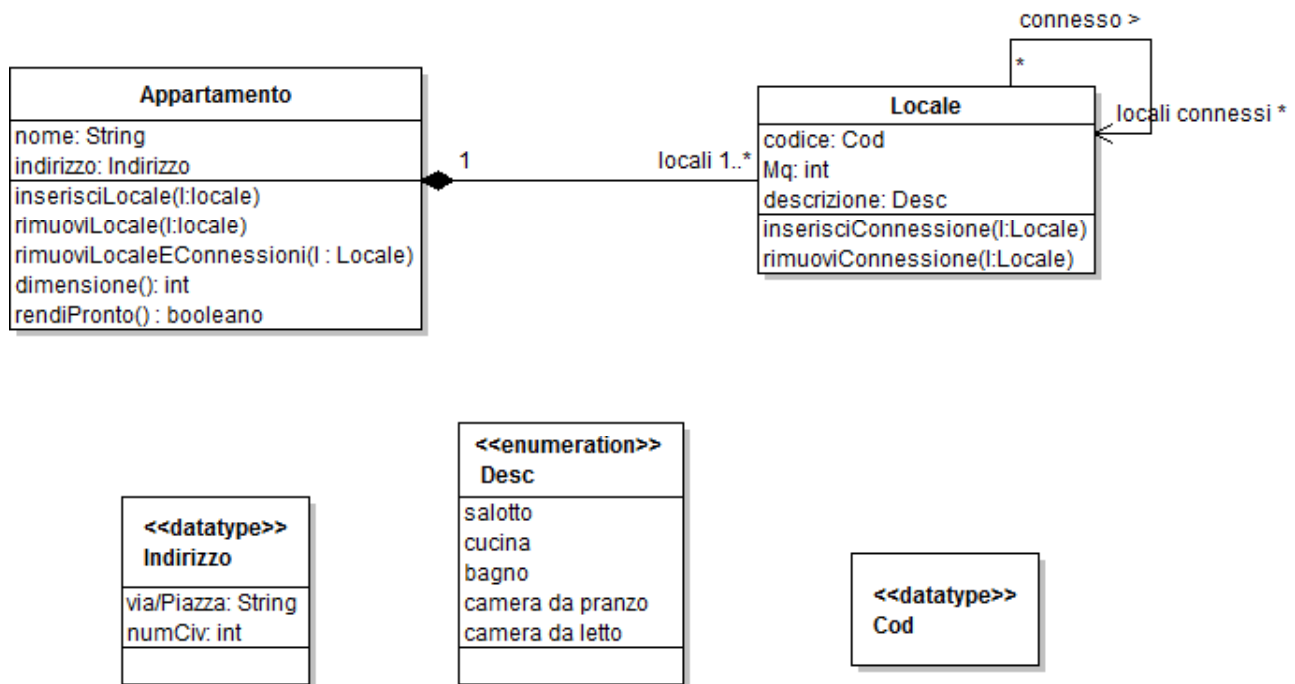 connesso >
*
locali connessi *
Appartamento
nome: String
indirizzo: Indirizzo
inserisciLocale(l:locale)
rimuoviLocale(l:locale)
rimuoviLocaleEConnessioni(l : Locale)
dimensione(): int
rendiPronto() : booleano
1
locali 1..*
Locale
codice: Cod
Mq: int
descrizione: Desc
inserisciConnessione(l:Locale)
rimuoviConnessione(l:Locale)
<<datatype>>
Indirizzo
via/Piazza: String
numCiv: int
<<enumeration>>
Desc
salotto
cucina
bagno
camera da pranzo
camera da letto
<<datatype>>
Cod